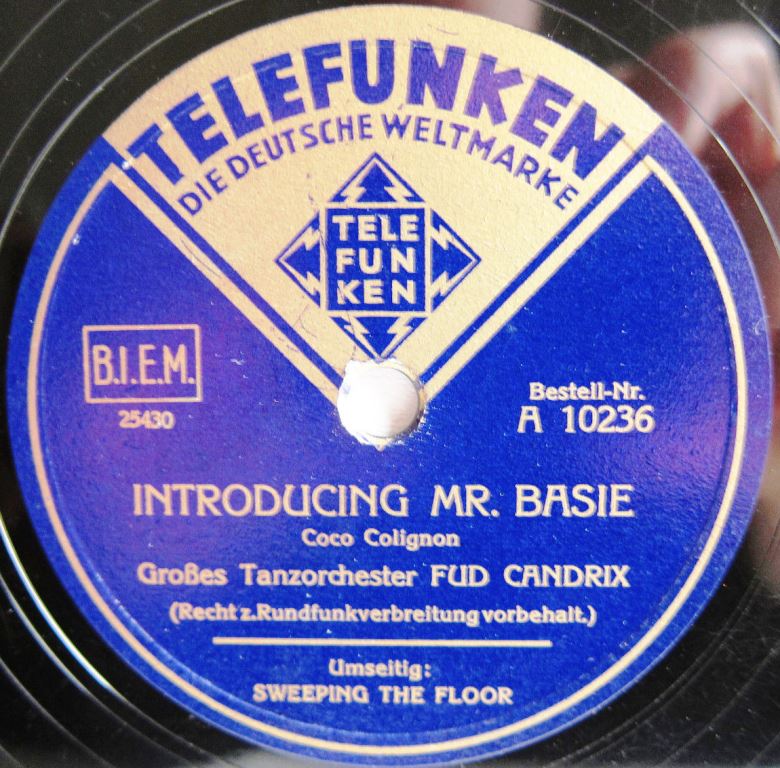 TELEFUNKEN
DIE DEUTSCHE WELTMARKE
TELE
FUN
KEN
B.I.E.M.
25430
Bestell-Nr.
A 10236
INTRODUCING MR. BASIE
Coco Colignon
Großes Tanzorchester FUD CANDRIX
(Recht z.Rundfunkverbreitung vorbehalt.)
Umseitig:
SWEEPING THE FLOOR